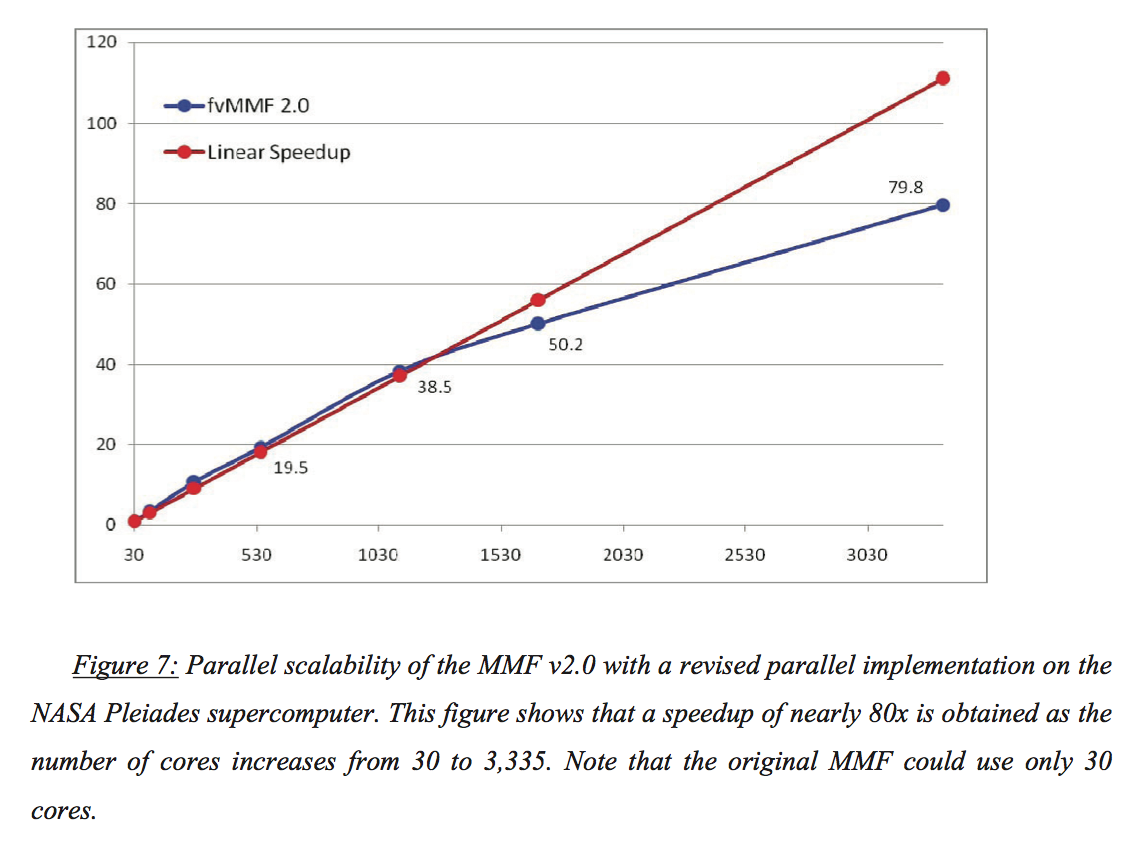 120
fvMMF 2.0
100
Linear Speedup
79.8
80
60
50.2
40
38.5
20
19.5
0
30 530 1030 1530 2030 2530 3030
Figure 7: Parallel scalability of the MMF v2.0 with a revised parallel implementation on the
NASA Pleiades supercomputer. This figure shows that a speedup of nearly 80x is obtained as the
number of cores increases from 30 to 3,335. Note that the original MMF could use only 30
cores.